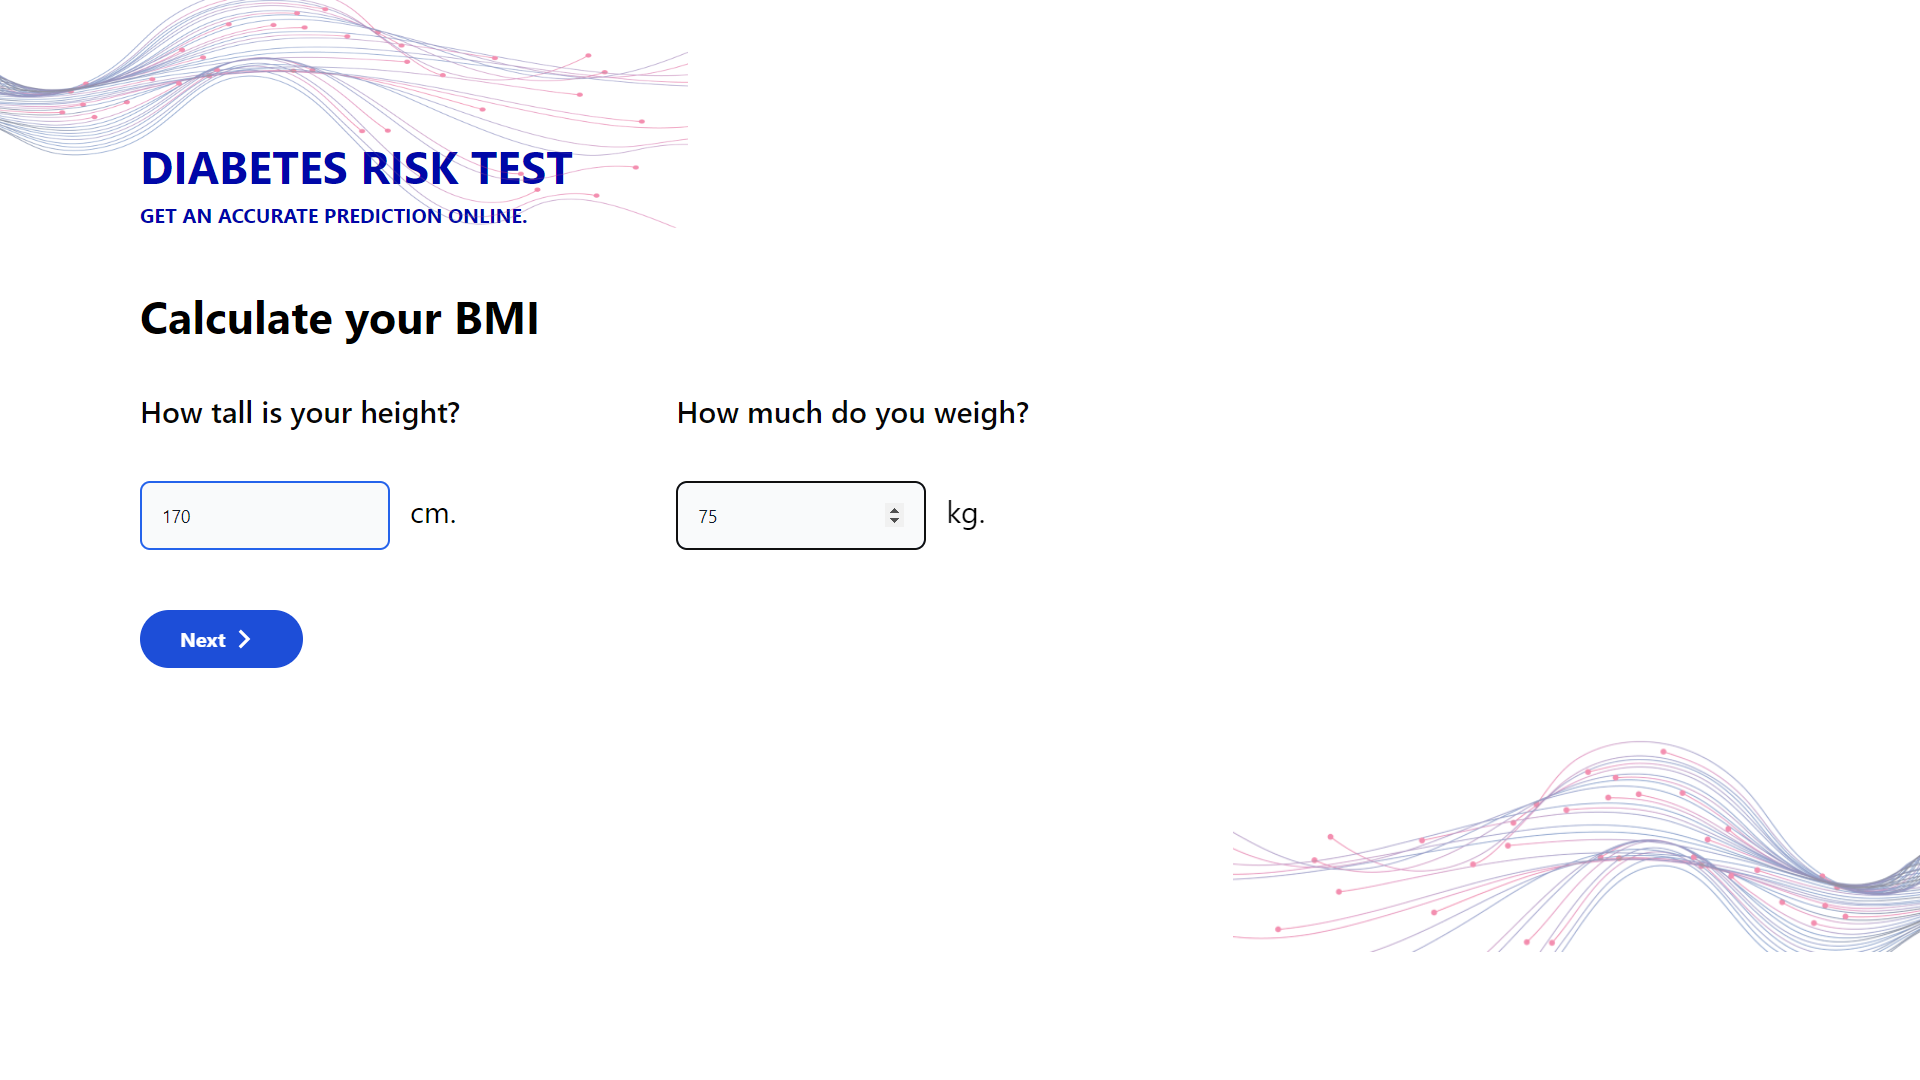 DIABETES RISK TEST
GET AN ACCURATE PREDICTION ONLINE.
Calculate your BMI
How tall is your height?
How much do you weigh?
170 cm.
75 kg.
Next